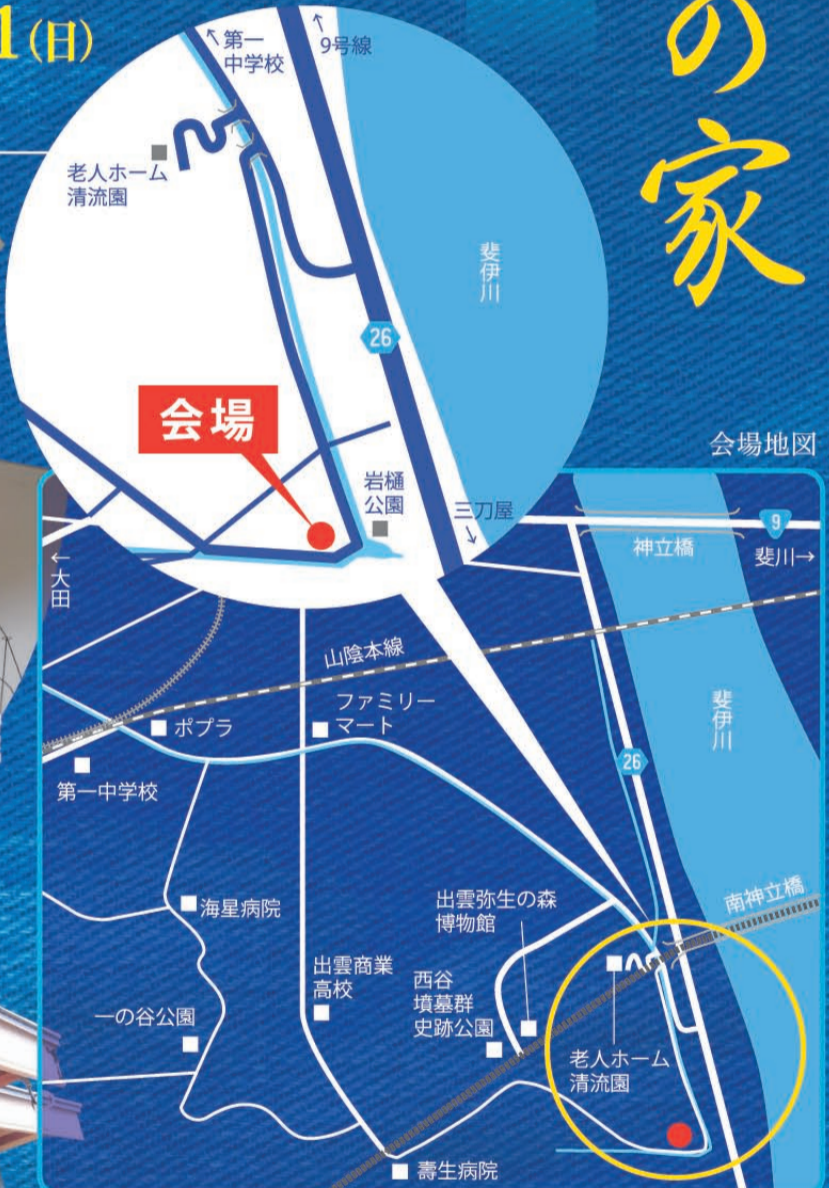 1(日)
の家
第一
中学校
9号線
老人ホーム
清流園
斐伊川
26
会場
岩樋
公園
三刀屋
会場地図
9
神立橋
斐川→
←大田
山陰本線
ファミリー
マート
ポプラ
第一中学校
斐伊川
26
海星病院
出雲弥生の森
博物館
南神立橋
出雲商業
高校
西谷
墳墓群
史跡公園
一の谷公園
老人ホーム
清流園
壽生病院